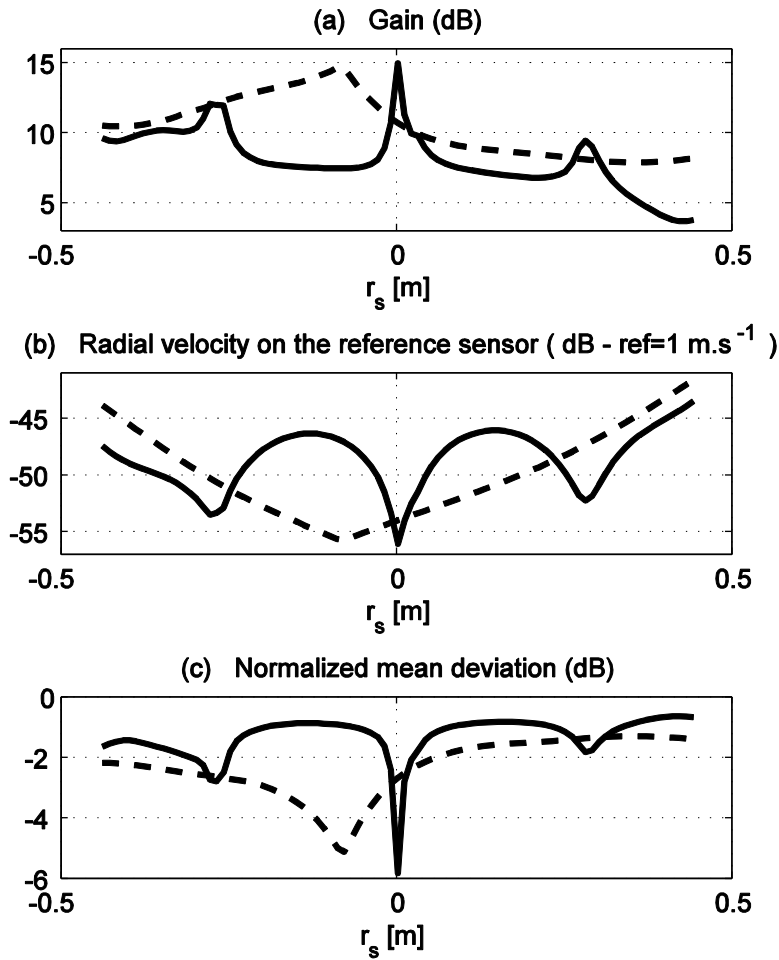 (a) Gain (dB)
15
10
5
-0.5 0 0.5
r_s [m]
(b) Radial velocity on the reference sensor ( dB - ref=1 m.s⁻¹ )
-45
-50
-55
-0.5 0 0.5
r_s [m]
(c) Normalized mean deviation (dB)
0
-2
-4
-6
-0.5 0 0.5
r_s [m]